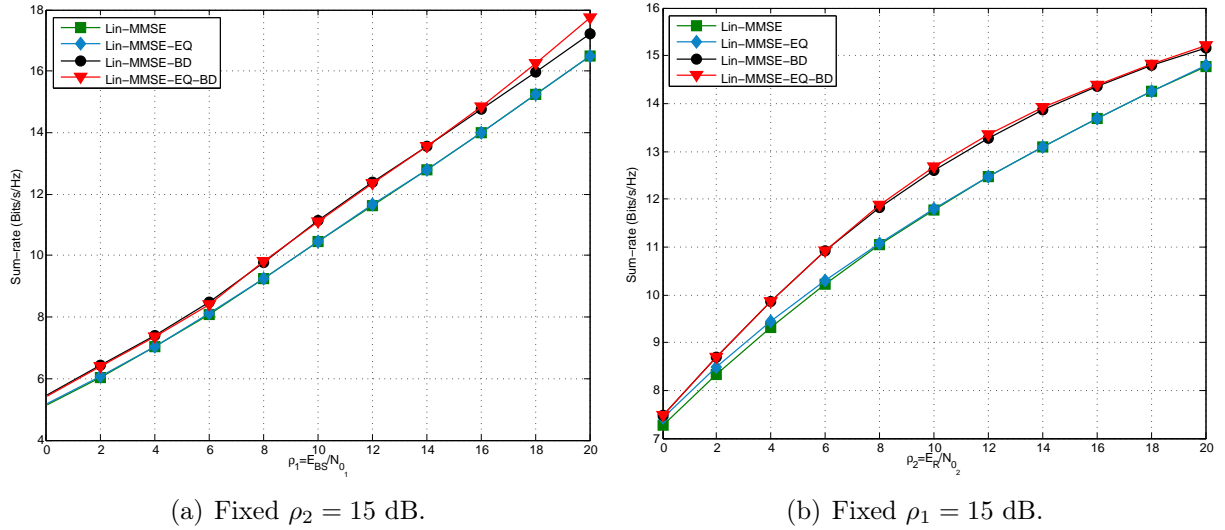 18
16
14
12
10
8
6
4
Sum−rate (Bits/s/Hz)
Lin−MMSE
Lin−MMSE−EQ
Lin−MMSE−BD
Lin−MMSE−EQ−BD
0 2 4 6 8 10 12 14 16 18 20
ρ₁=E_BS/N_0₁
(a) Fixed ρ₂ = 15 dB.
16
15
14
13
12
11
10
9
8
7
Sum−rate (Bits/s/Hz)
Lin−MMSE
Lin−MMSE−EQ
Lin−MMSE−BD
Lin−MMSE−EQ−BD
0 2 4 6 8 10 12 14 16 18 20
ρ₂=E_R/N_0₂
(b) Fixed ρ₁ = 15 dB.